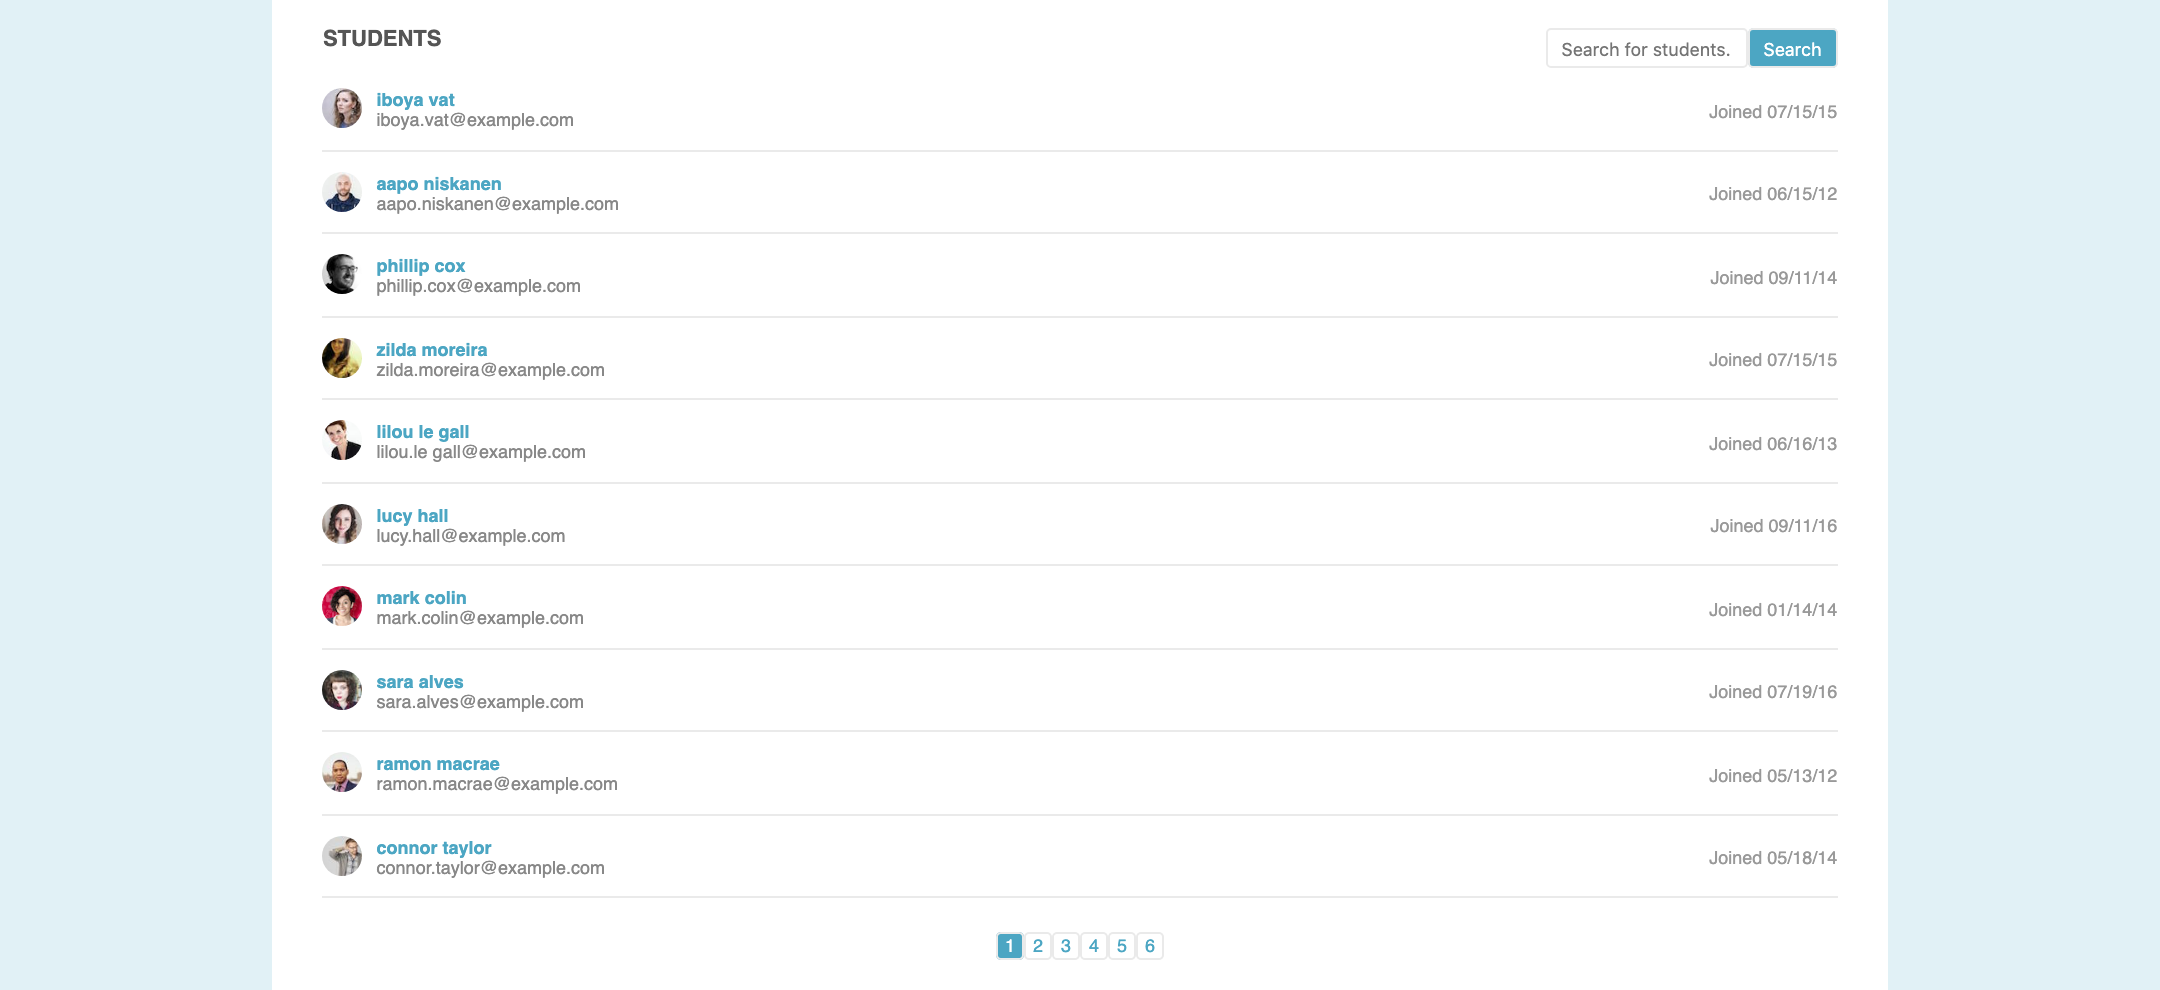 STUDENTS
Search for students.
Search
iboya vat
iboya.vat@example.com
Joined 07/15/15
aapo niskanen
aapo.niskanen@example.com
Joined 06/15/12
phillip cox
phillip.cox@example.com
Joined 09/11/14
zilda moreira
zilda.moreira@example.com
Joined 07/15/15
lilou le gall
lilou.le gall@example.com
Joined 06/16/13
lucy hall
lucy.hall@example.com
Joined 09/11/16
mark colin
mark.colin@example.com
Joined 01/14/14
sara alves
sara.alves@example.com
Joined 07/19/16
ramon macrae
ramon.macrae@example.com
Joined 05/13/12
connor taylor
connor.taylor@example.com
Joined 05/18/14
1 2 3 4 5 6